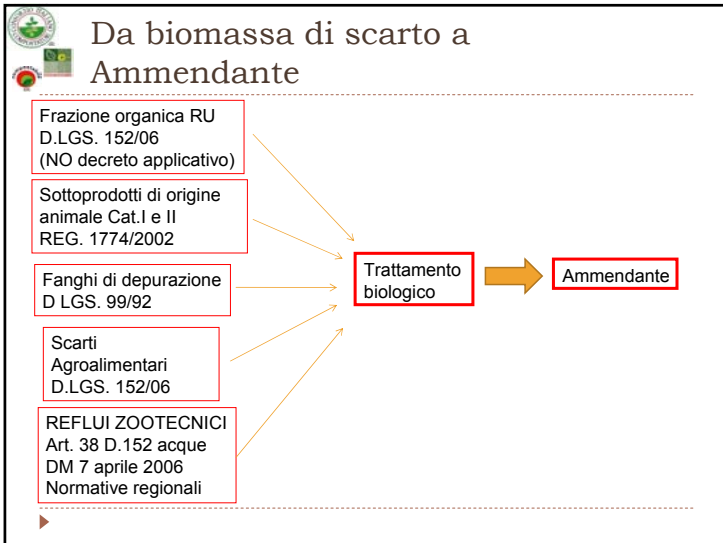 Da biomassa di scarto a
Ammendante
Frazione organica RU
D.LGS. 152/06
(NO decreto applicativo)
Sottoprodotti di origine
animale Cat.I e II
REG. 1774/2002
Fanghi di depurazione
D LGS. 99/92
Scarti
Agroalimentari
D.LGS. 152/06
REFLUI ZOOTECNICI
Art. 38 D.152 acque
DM 7 aprile 2006
Normative regionali
Trattamento
biologico
Ammendante